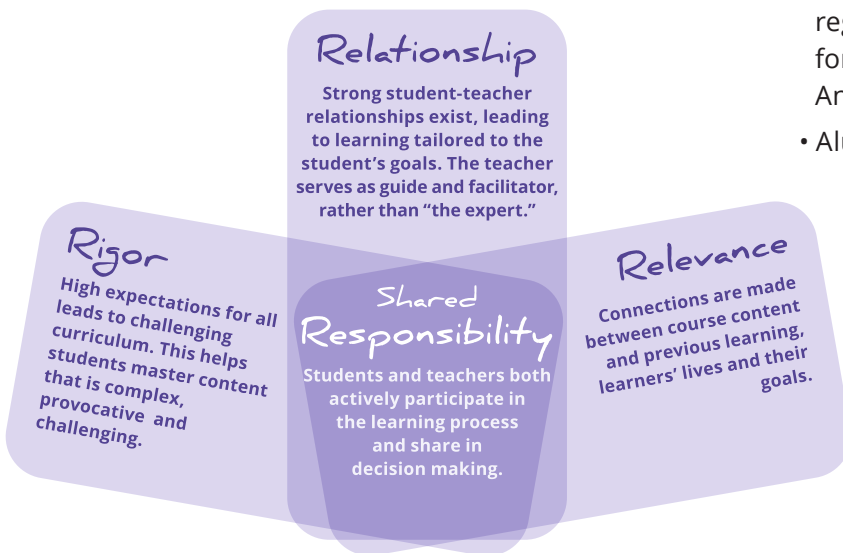 Relationship
Strong student-teacher
relationships exist, leading
to learning tailored to the
student’s goals. The teacher
serves as guide and facilitator,
rather than “the expert.”
Rigor
High expectations for all
leads to challenging
curriculum. This helps
students master content
that is complex,
provocative and
challenging.
Shared
Responsibility
Students and teachers both
actively participate in
the learning process
and share in
decision making.
Relevance
Connections are made
between course content
and previous learning,
learners’ lives and their
goals.